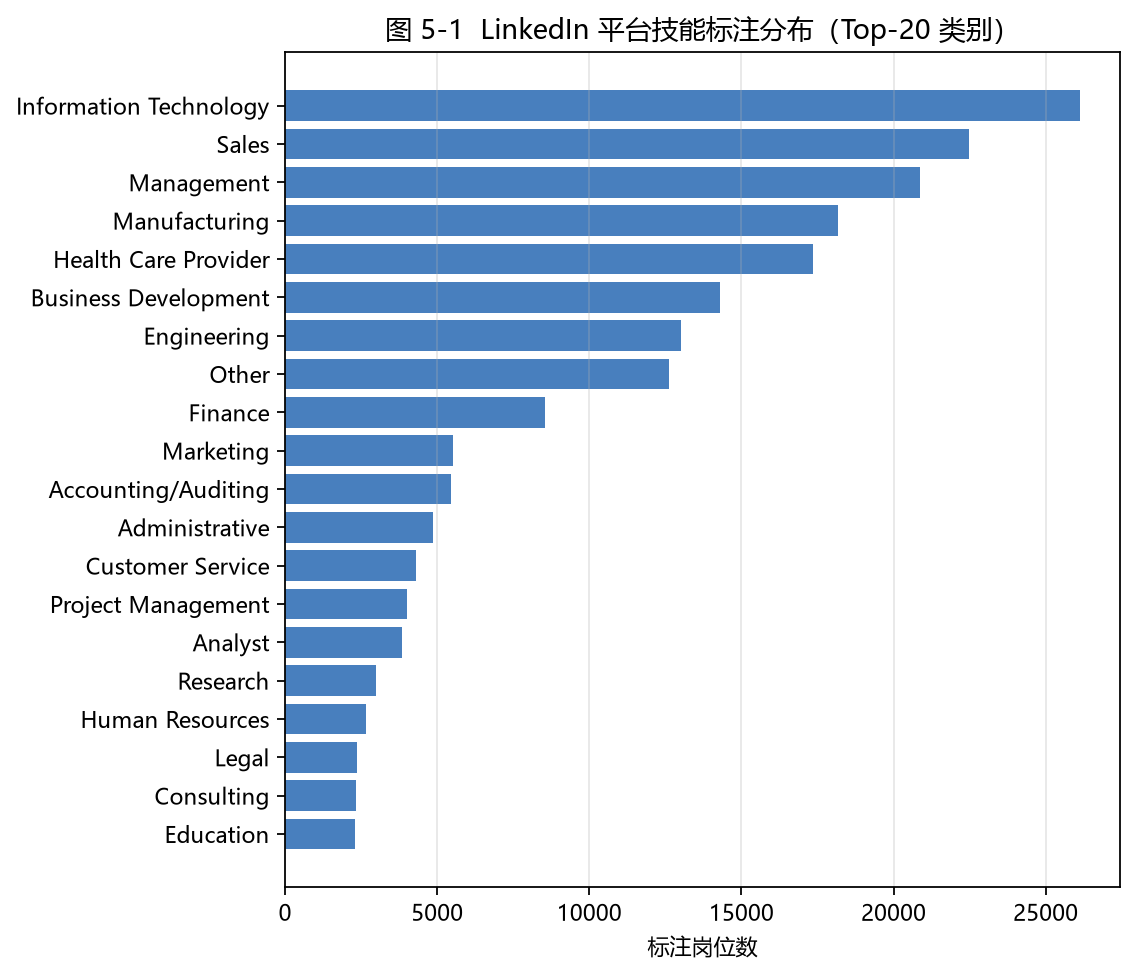 图 5-1  LinkedIn 平台技能标注分布（Top-20 类别）
Information Technology
Sales
Management
Manufacturing
Health Care Provider
Business Development
Engineering
Other
Finance
Marketing
Accounting/Auditing
Administrative
Customer Service
Project Management
Analyst
Research
Human Resources
Legal
Consulting
Education
0 5000 10000 15000 20000 25000
标注岗位数